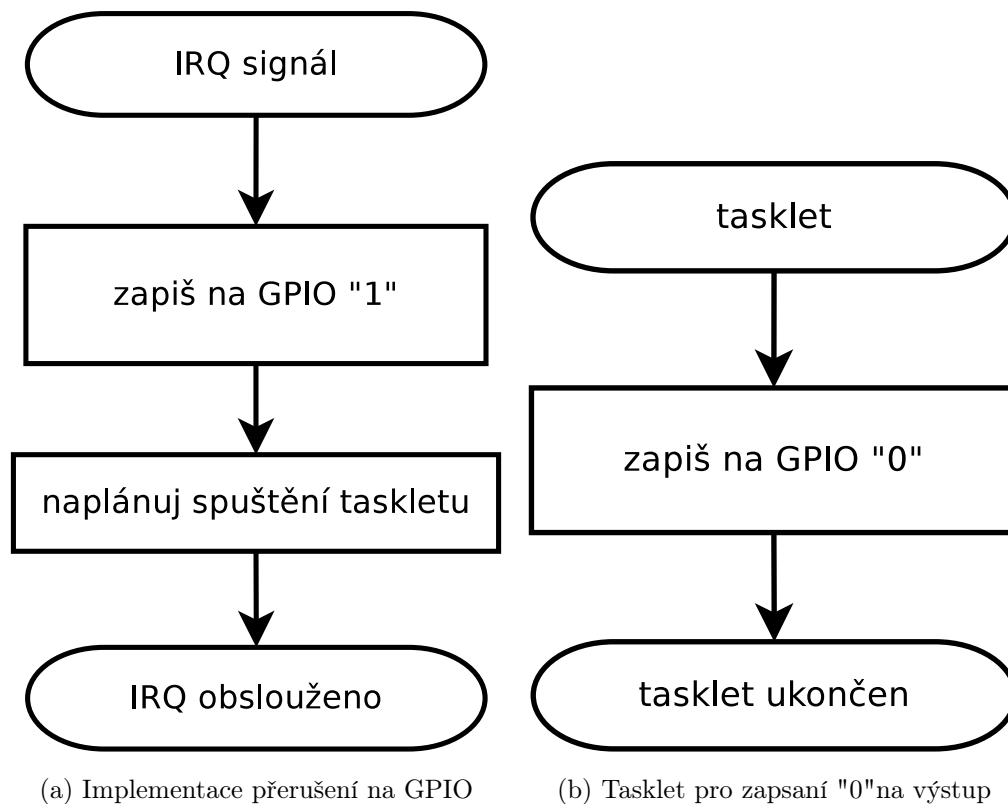 IRQ signál
zapiš na GPIO "1"
naplánuj spuštění taskletu
IRQ obslouženo
(a) Implementace přerušení na GPIO
tasklet
zapiš na GPIO "0"
tasklet ukončen
(b) Tasklet pro zapsaní "0"na výstup